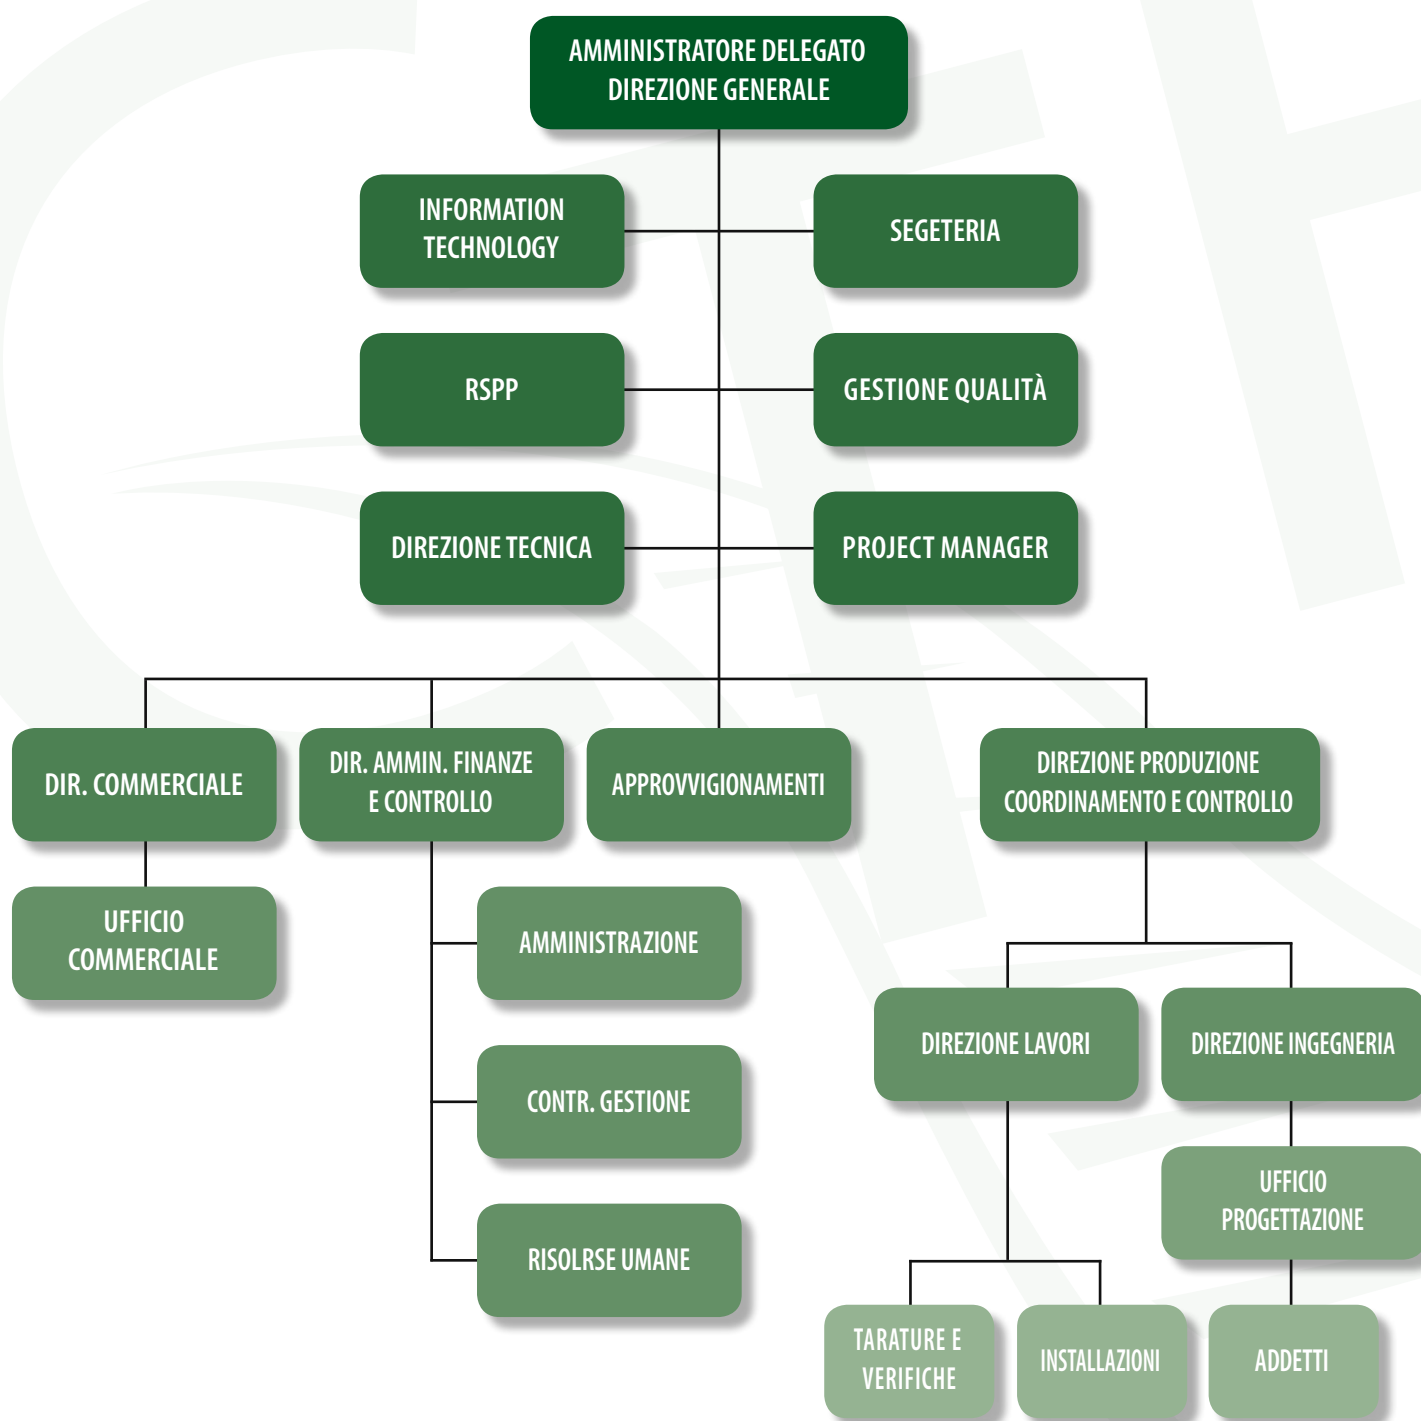 AMMINISTRATORE DELEGATO
DIREZIONE GENERALE
INFORMATION
TECHNOLOGY
SEGETERIA
RSPP
GESTIONE QUALITÀ
DIREZIONE TECNICA
PROJECT MANAGER
DIR. COMMERCIALE
DIR. AMMIN. FINANZE
E CONTROLLO
APPROVVIGIONAMENTI
DIREZIONE PRODUZIONE
COORDINAMENTO E CONTROLLO
UFFICIO
COMMERCIALE
AMMINISTRAZIONE
CONTR. GESTIONE
RISOLRSE UMANE
DIREZIONE LAVORI
DIREZIONE INGEGNERIA
UFFICIO
PROGETTAZIONE
TARATURE E
VERIFICHE
INSTALLAZIONI
ADDETTI